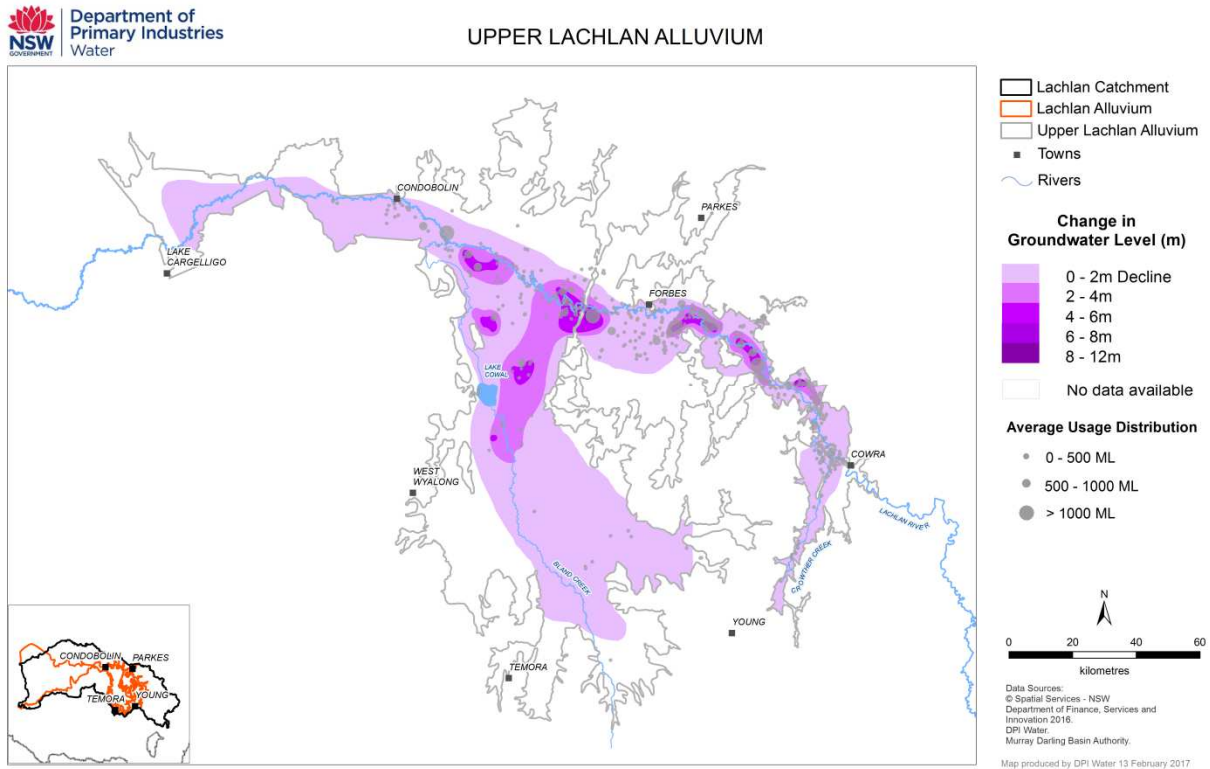 Department of
Primary Industries
Water
NSW
GOVERNMENT
UPPER LACHLAN ALLUVIUM
CONDOBOLIN
PARKES
LAKE
CARGELLIGO
FORBES
LAKE
COWAL
WEST
WYALONG
COWRA
LACHLAN RIVER
BLAND CREEK
CROWTHER CREEK
YOUNG
TEMORA
CONDOBOLIN
PARKES
TEMORA
YOUNG
Lachlan Catchment
Lachlan Alluvium
Upper Lachlan Alluvium
Towns
Rivers
Change in
Groundwater Level (m)
0 - 2m Decline
2 - 4m
4 - 6m
6 - 8m
8 - 12m
No data available
Average Usage Distribution
0 - 500 ML
500 - 1000 ML
> 1000 ML
N
0 20 40 60
kilometres
Data Sources:
© Spatial Services - NSW
Department of Finance, Services and
Innovation 2016.
DPI Water.
Murray Darling Basin Authority.
Map produced by DPI Water 13 February 2017